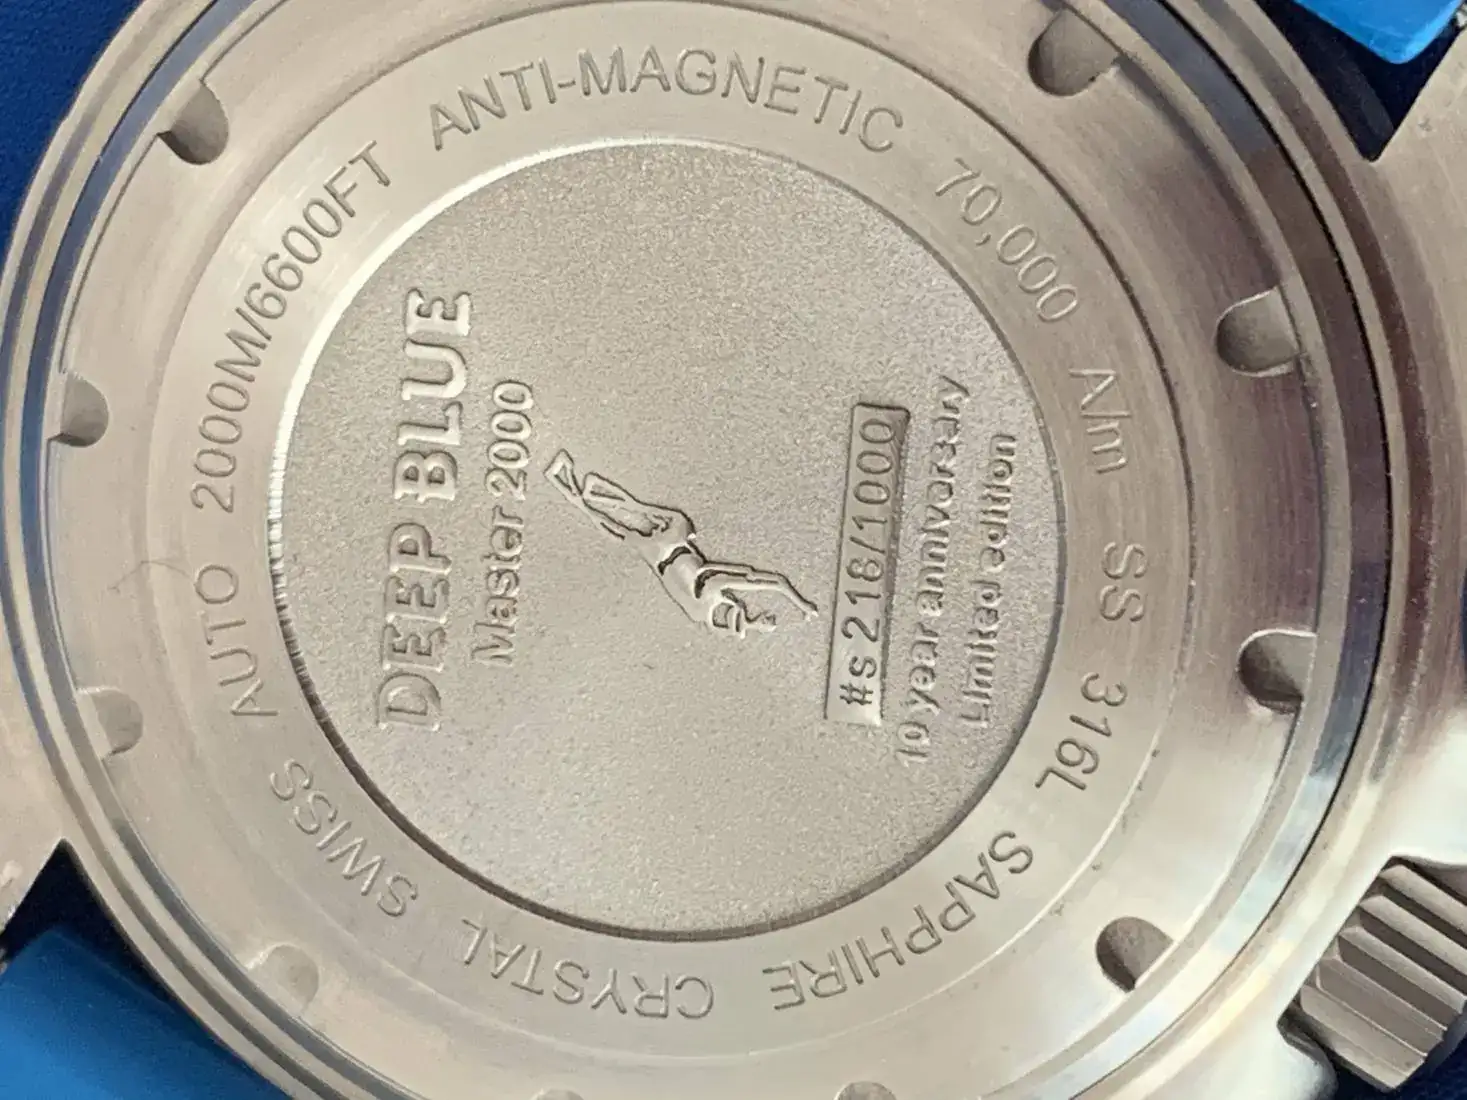 DEEP BLUE
Master 2000
#s218/1000
10 year anniversary
Limited edition
SWISS AUTO 2000M/6600FT ANTI-MAGNETIC 70,000 A/m SS 316L SAPPHIRE CRYSTAL